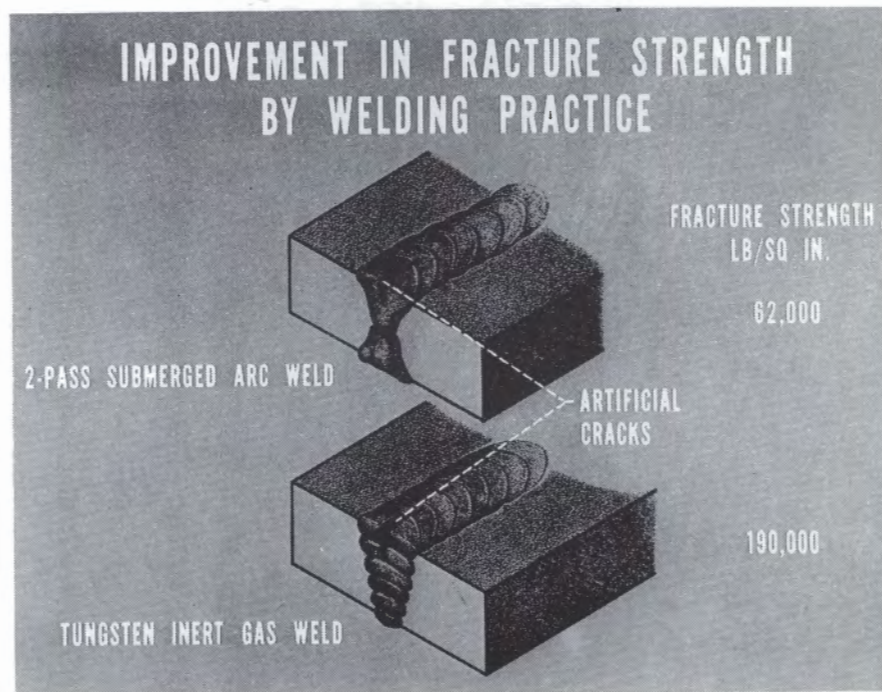 IMPROVEMENT IN FRACTURE STRENGTH
BY WELDING PRACTICE
FRACTURE STRENGTH
LB/SQ IN.
62,000
2-PASS SUBMERGED ARC WELD
ARTIFICIAL
CRACKS
190,000
TUNGSTEN INERT GAS WELD